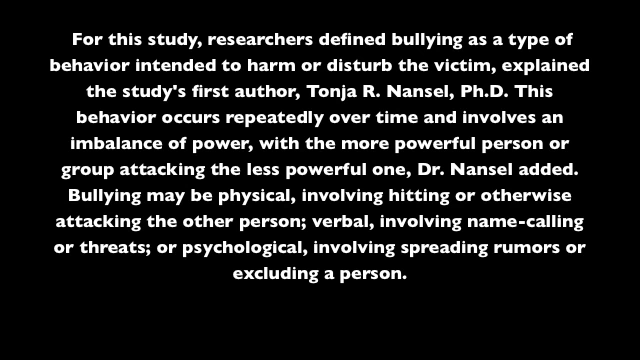 For this study, researchers defined bullying as a type of
behavior intended to harm or disturb the victim, explained
the study's first author, Tonja R. Nansel, Ph.D. This
behavior occurs repeatedly over time and involves an
imbalance of power, with the more powerful person or
group attacking the less powerful one, Dr. Nansel added.
Bullying may be physical, involving hitting or otherwise
attacking the other person; verbal, involving name-calling
or threats; or psychological, involving spreading rumors or
excluding a person.